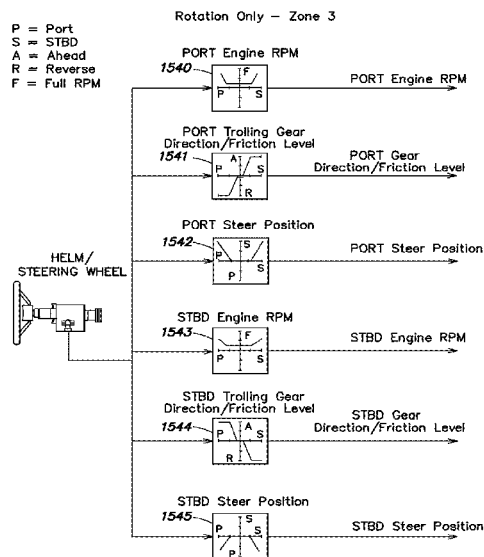 Rotation Only - Zone 3
P = Port
S = STBD
A = Ahead
R = Reverse
F = Full RPM
PORT Engine RPM
1540
F
P S
PORT Engine RPM
PORT Trolling Gear
Direction/Friction Level
1541
A
P S
R
PORT Gear
Direction/Friction Level
PORT Steer Position
1542
S
P S
P
PORT Steer Position
HELM/
STEERING WHEEL
STBD Engine RPM
1543
F
P S
STBD Engine RPM
STBD Trolling Gear
Direction/Friction Level
1544
A
P S
R
STBD Gear
Direction/Friction Level
STBD Steer Position
1545
S
P S
P
STBD Steer Position